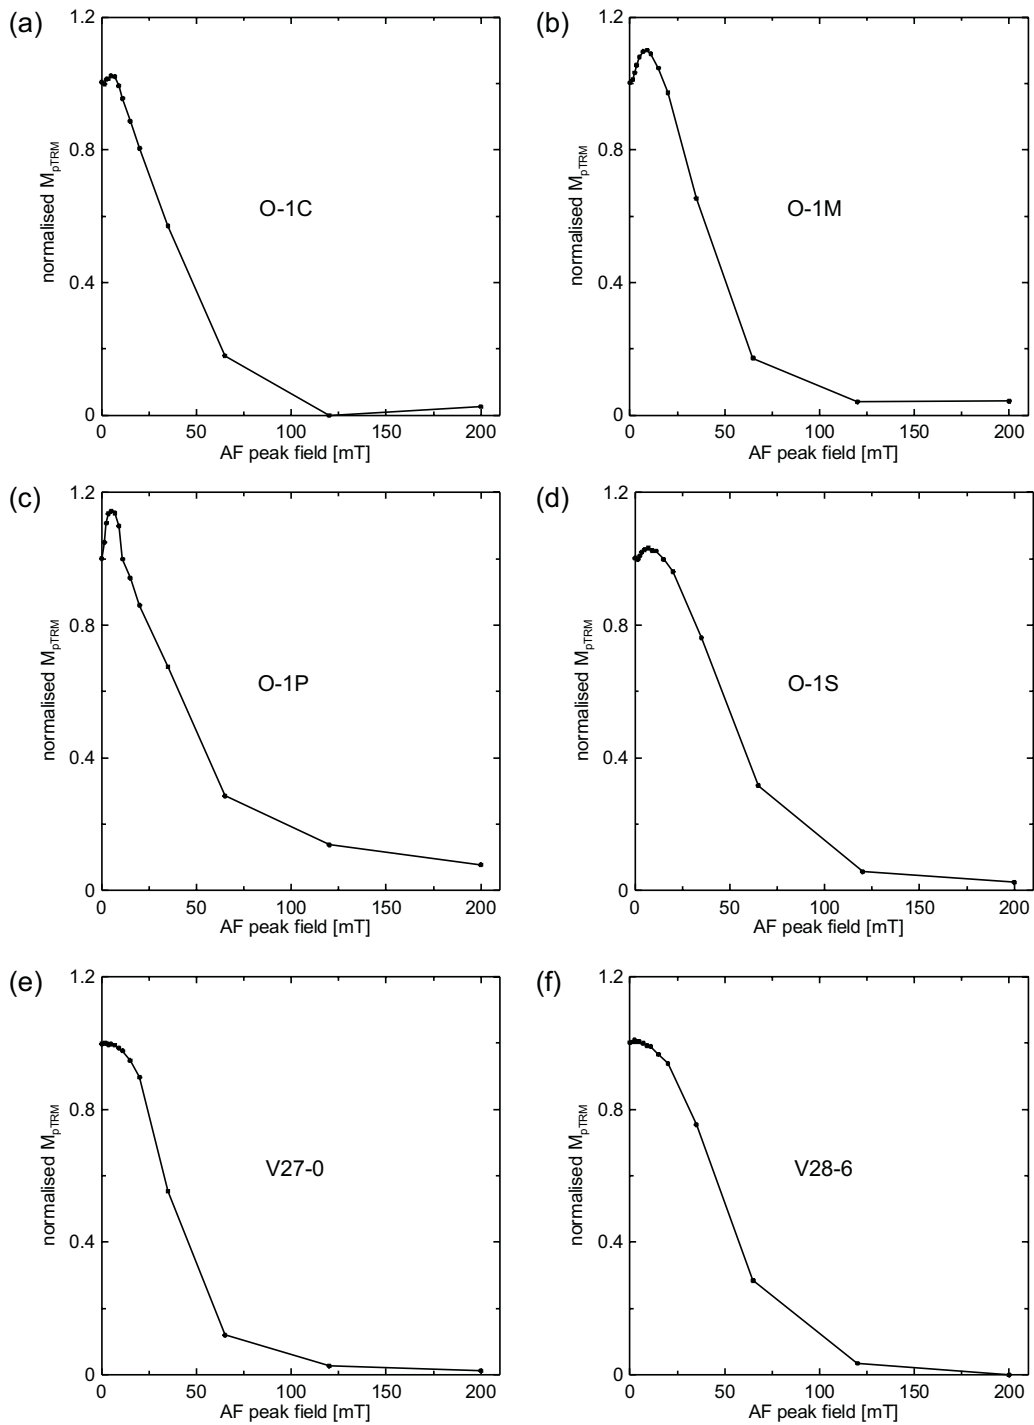 (a)
1.2
0.8
0.4
0
normalised MpTRM
O-1C
0 50 100 150 200
AF peak field [mT]
(b)
1.2
0.8
0.4
0
normalised MpTRM
O-1M
0 50 100 150 200
AF peak field [mT]
(c)
1.2
0.8
0.4
0
normalised MpTRM
O-1P
0 50 100 150 200
AF peak field [mT]
(d)
1.2
0.8
0.4
0
normalised MpTRM
O-1S
0 50 100 150 200
AF peak field [mT]
(e)
1.2
0.8
0.4
0
normalised MpTRM
V27-0
0 50 100 150 200
AF peak field [mT]
(f)
1.2
0.8
0.4
0
normalised MpTRM
V28-6
0 50 100 150 200
AF peak field [mT]